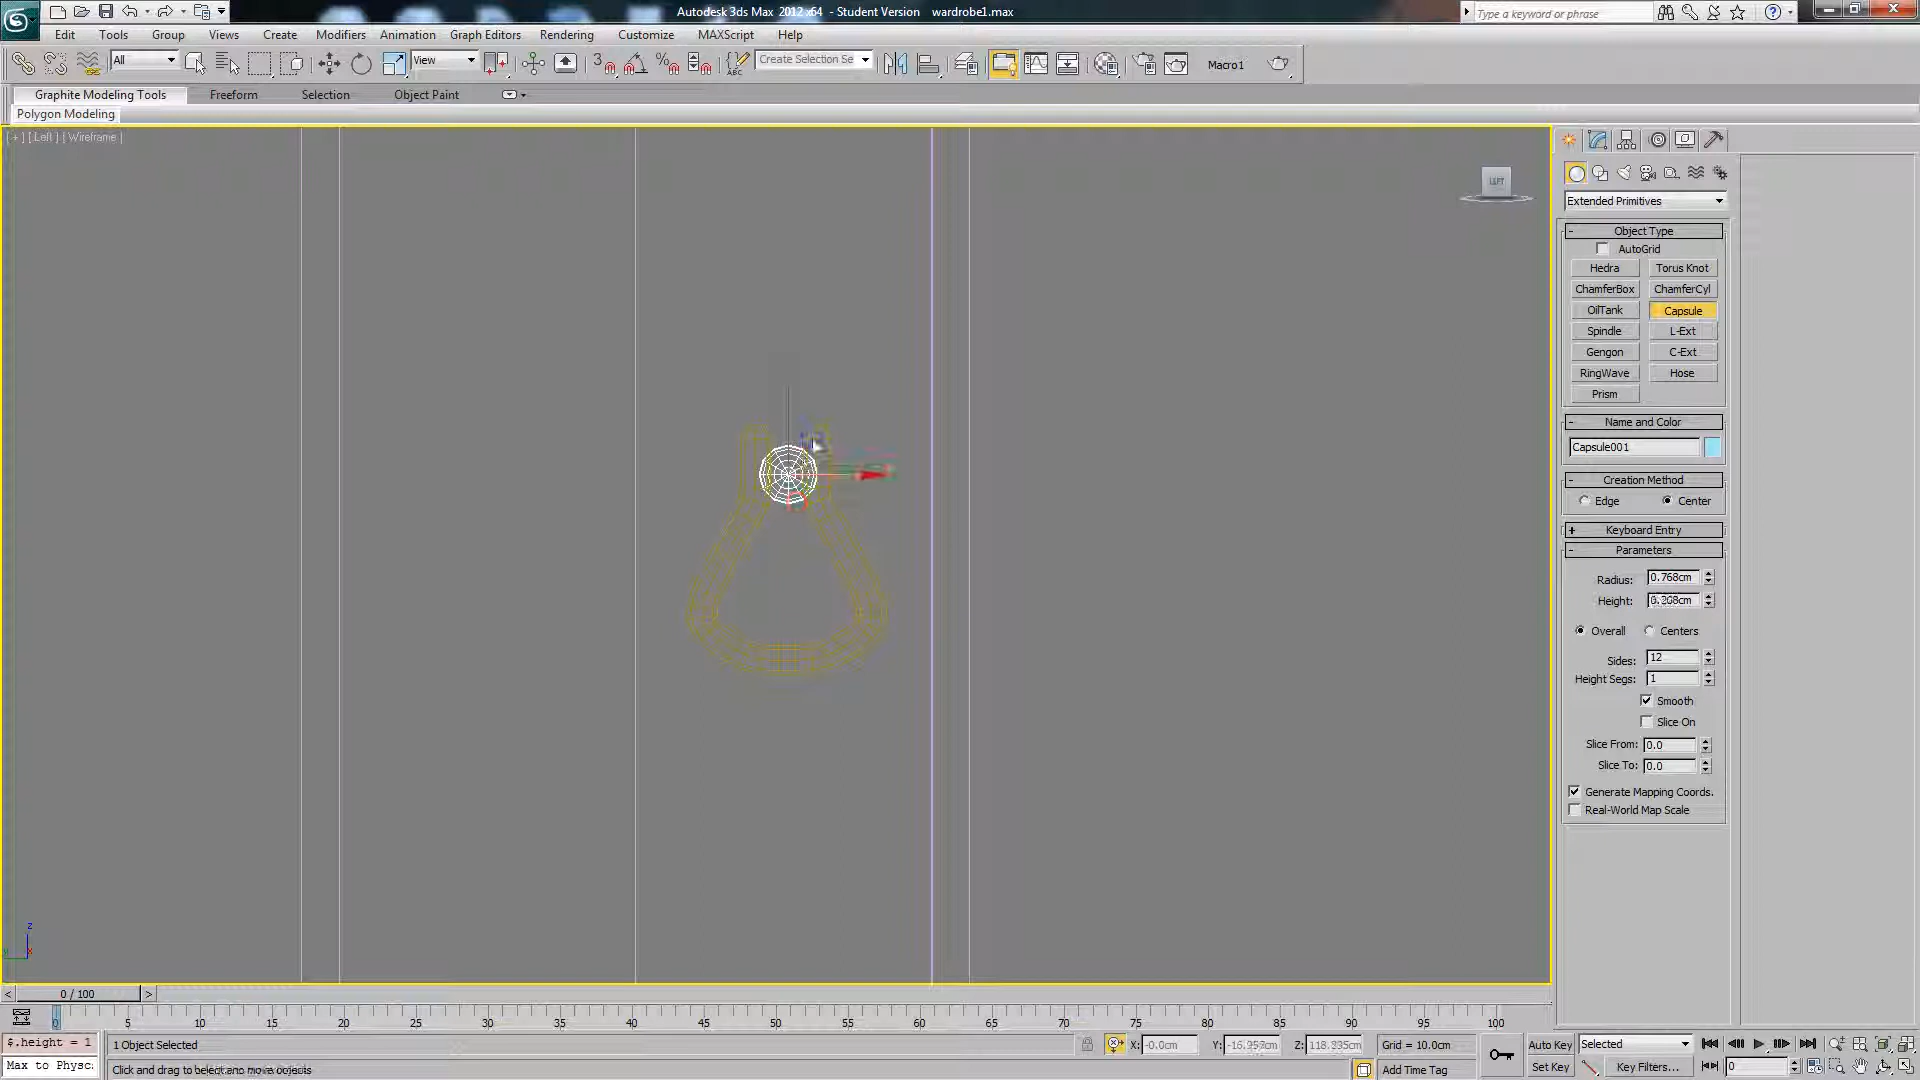 Autodesk 3ds Max 2012 x64 - Student Version wardrobe1.max
Type a keyword or phrase
Edit Tools Group Views Create Modifiers Animation Graph Editors Rendering Customize MAXScript Help
All View Create Selection Se Macro1
Graphite Modeling Tools Freeform Selection Object Paint
Polygon Modeling
[ + ] [ Left ] [ Wireframe ]
LEFT
Extended Primitives
- Object Type
AutoGrid
Hedra Torus Knot
ChamferBox ChamferCyl
OilTank Capsule
Spindle L-Ext
Gengon C-Ext
RingWave Hose
Prism
- Name and Color
Capsule001
- Creation Method
Edge Center
+ Keyboard Entry
- Parameters
Radius: 0.768cm
Height: 0.268cm
Overall Centers
Sides: 12
Height Segs: 1
Smooth
Slice On
Slice From: 0.0
Slice To: 0.0
Generate Mapping Coords.
Real-World Map Scale
z
x
< 0 / 100 >
0 5 10 15 20 25 30 35 40 45 50 55 60 65 70 75 80 85 90 95 100
$.height = 1 1 Object Selected X: -0.0cm Y: Z: Grid = 10.0cm Auto Key Selected
Max to Physc: Click and drag to select and move objects Add Time Tag Set Key Key Filters... 0